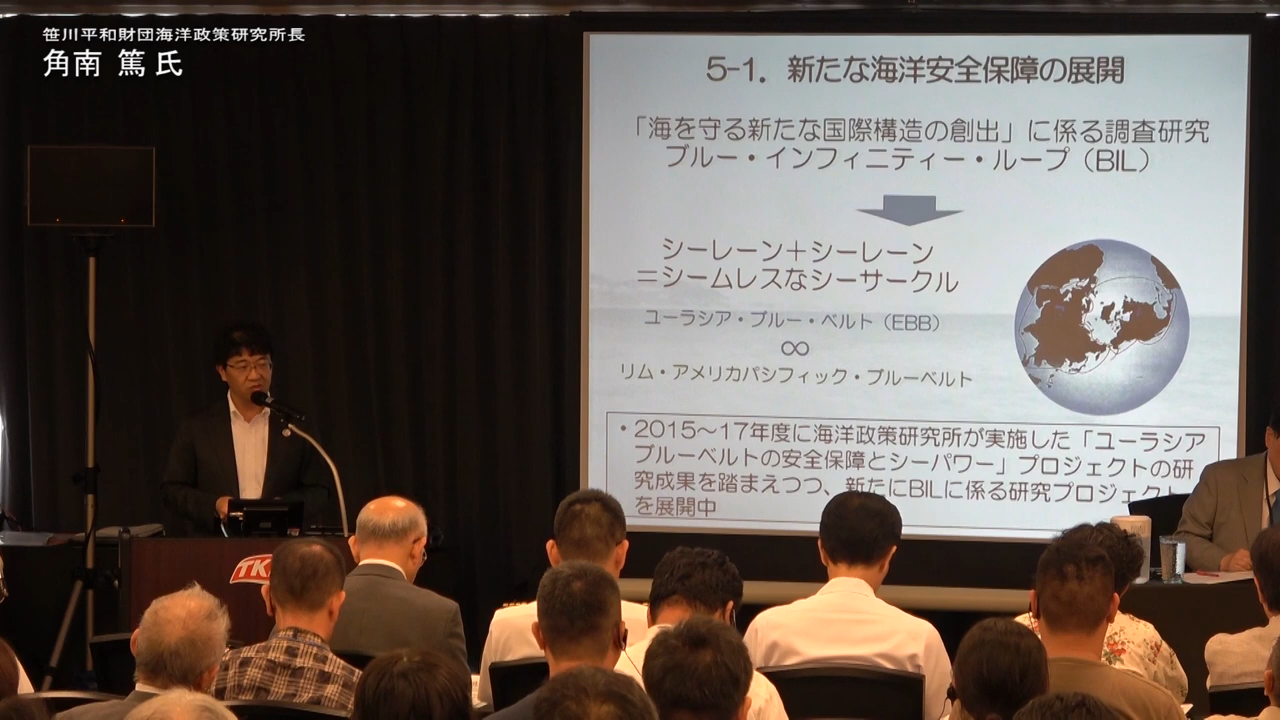 笹川平和財団海洋政策研究所長
角南 篤 氏
5-1．新たな海洋安全保障の展開
「海を守る新たな国際構造の創出」に係る調査研究
ブルー・インフィニティー・ループ（BIL）
シーレーン＋シーレーン
＝シームレスなシーサークル
ユーラシア・ブルー・ベルト（EBB）
∞
リム・アメリカパシフィック・ブルーベルト
・2015～17年度に海洋政策研究所が実施した「ユーラシア
ブルーベルトの安全保障とシーパワー」プロジェクトの研
究成果を踏まえつつ、新たにBILに係る研究プロジェクト
を展開中
TK